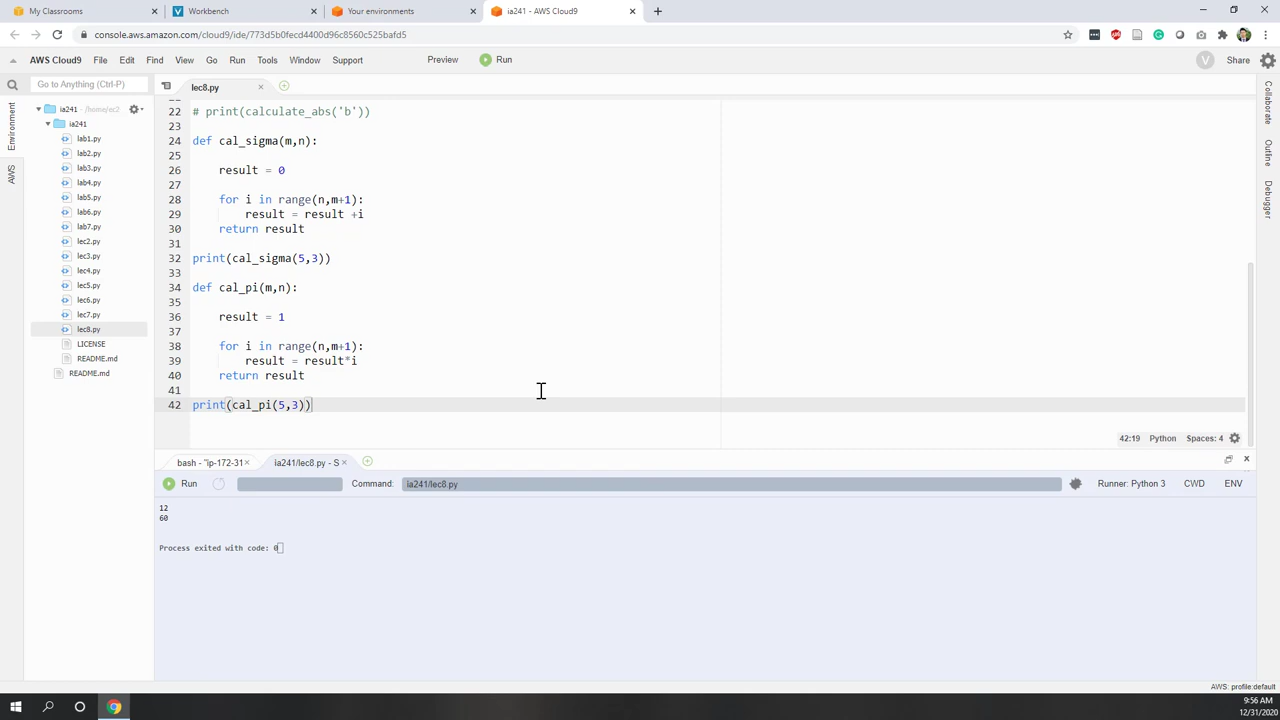 My Classrooms
Workbench
Your environments
ia241 - AWS Cloud9
console.aws.amazon.com/cloud9/ide/773d5b0fecd4400d96c8560c525bafd5
AWS Cloud9 File Edit Find View Go Run Tools Window Support Preview Run V Share
Go to Anything (Ctrl-P)
lec8.py
Environment
AWS
Collaborate
Outline
Debugger
ia241 - /home/ec2
ia241
lab1.py
lab2.py
lab3.py
lab4.py
lab5.py
lab6.py
lab7.py
lec2.py
lec3.py
lec4.py
lec5.py
lec6.py
lec7.py
lec8.py
LICENSE
README.md
README.md
22 # print(calculate_abs('b'))
23
24 def cal_sigma(m,n):
25
26 result = 0
27
28 for i in range(n,m+1):
29 result = result +i
30 return result
31
32 print(cal_sigma(5,3))
33
34 def cal_pi(m,n):
35
36 result = 1
37
38 for i in range(n,m+1):
39 result = result*i
40 return result
41
42 print(cal_pi(5,3))
42:19 Python Spaces: 4
bash - "ip-172-31
ia241/lec8.py - S
Run Command: ia241/lec8.py Runner: Python 3 CWD ENV
12
60
Process exited with code: 0
AWS: profile:default
9:56 AM
12/31/2020